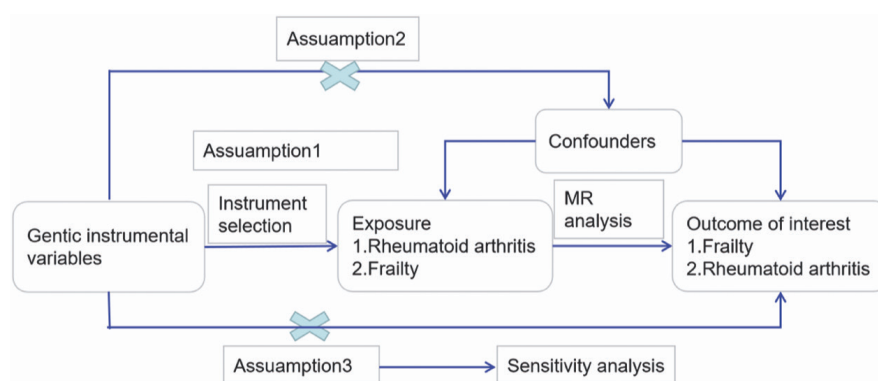 Assuamption2
Confounders
Assuamption1
Instrument
selection
MR
analysis
Gentic instrumental
variables
Exposure
1.Rheumatoid arthritis
2.Frailty
Outcome of interest
1.Frailty
2.Rheumatoid arthritis
Assuamption3
Sensitivity analysis